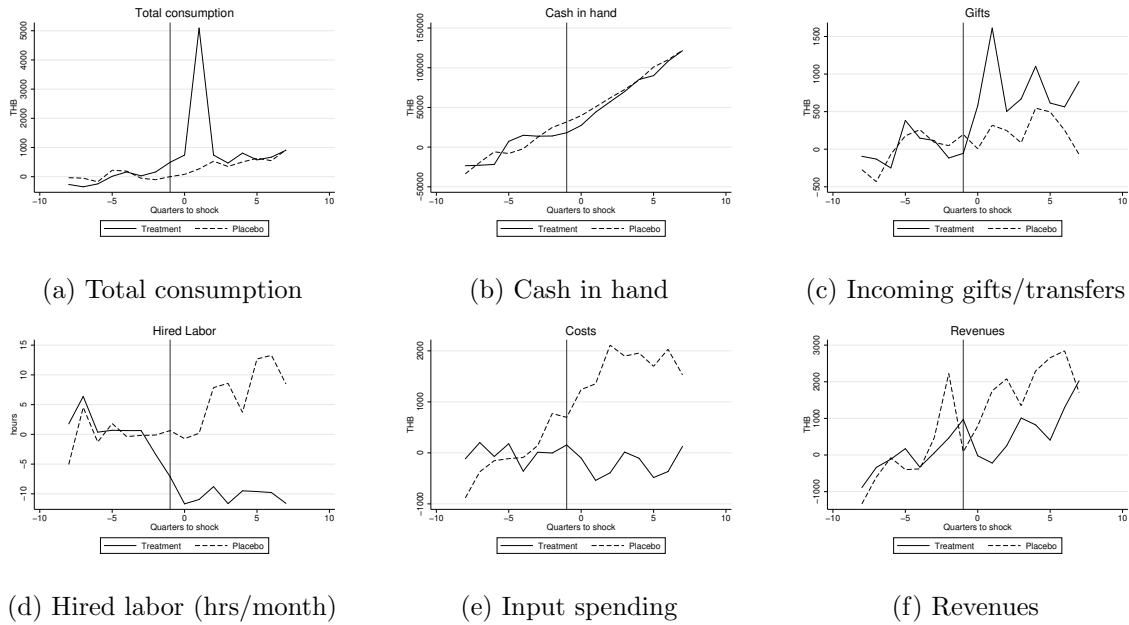 Total consumption
THB
5000
4000
3000
2000
1000
0
−10 −5 0 5 10
Quarters to shock
Treatment Placebo
(a) Total consumption
Cash in hand
THB
150000
100000
50000
0
−50000
−10 −5 0 5 10
Quarters to shock
Treatment Placebo
(b) Cash in hand
Gifts
THB
1500
1000
500
0
−500
−10 −5 0 5 10
Quarters to shock
Treatment Placebo
(c) Incoming gifts/transfers
Hired Labor
hours
15
10
5
0
−5
−10
−10 −5 0 5 10
Quarters to shock
Treatment Placebo
(d) Hired labor (hrs/month)
Costs
THB
2000
1000
0
−1000
−10 −5 0 5 10
Quarters to shock
Treatment Placebo
(e) Input spending
Revenues
THB
3000
2000
1000
0
−1000
−10 −5 0 5 10
Quarters to shock
Treatment Placebo
(f) Revenues